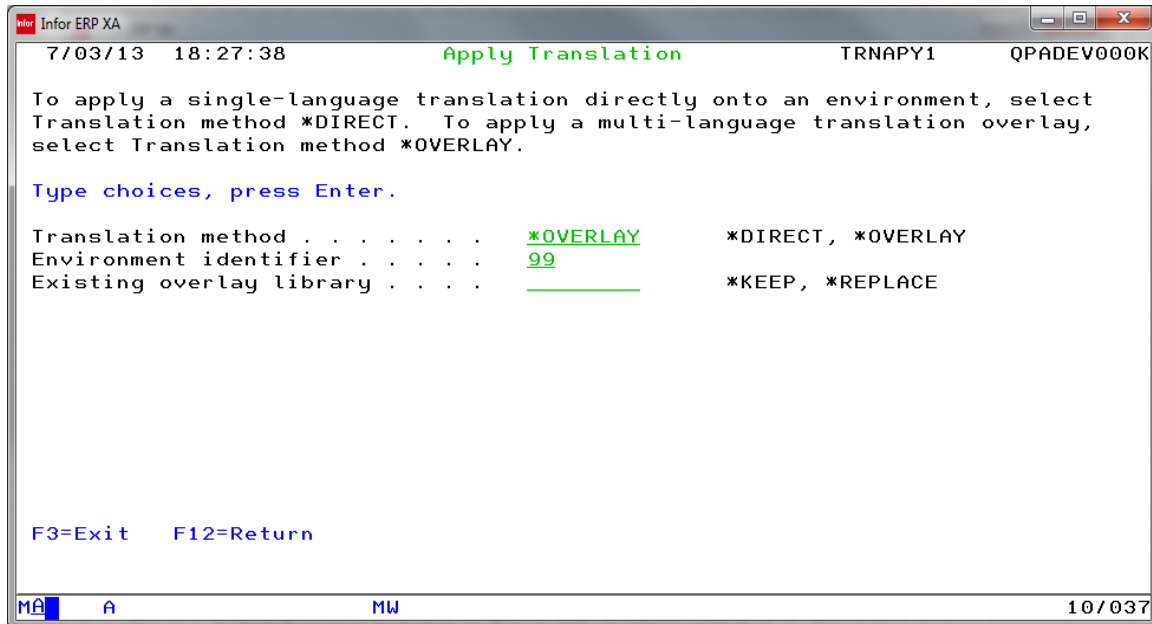 infor Infor ERP XA
7/03/13 18:27:38 Apply Translation TRNAPY1 QPADEV000K
To apply a single-language translation directly onto an environment, select
Translation method *DIRECT. To apply a multi-language translation overlay,
select Translation method *OVERLAY.
Type choices, press Enter.
Translation method . . . . . . . *OVERLAY *DIRECT, *OVERLAY
Environment identifier . . . . . 99
Existing overlay library . . . . *KEEP, *REPLACE
F3=Exit F12=Return
MA A MW 10/037